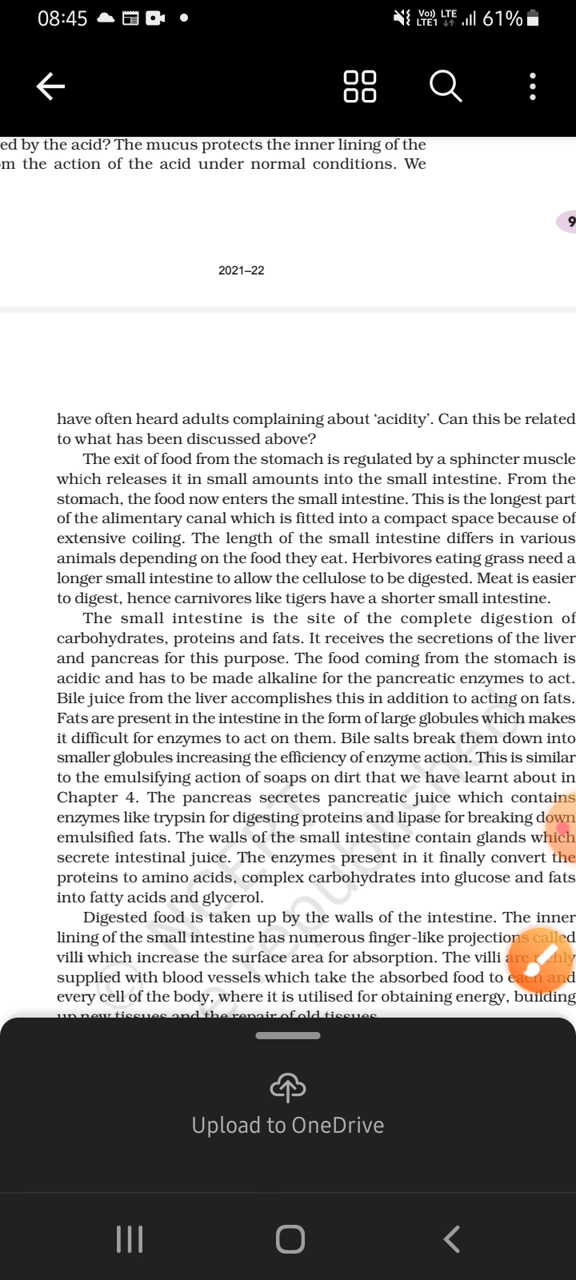 08:45
Vo) LTE
LTE1
61%
ed by the acid? The mucus protects the inner lining of the
m the action of the acid under normal conditions. We
9
2021–22
have often heard adults complaining about ‘acidity’. Can this be related
to what has been discussed above?
The exit of food from the stomach is regulated by a sphincter muscle
which releases it in small amounts into the small intestine. From the
stomach, the food now enters the small intestine. This is the longest part
of the alimentary canal which is fitted into a compact space because of
extensive coiling. The length of the small intestine differs in various
animals depending on the food they eat. Herbivores eating grass need a
longer small intestine to allow the cellulose to be digested. Meat is easier
to digest, hence carnivores like tigers have a shorter small intestine.
The small intestine is the site of the complete digestion of
carbohydrates, proteins and fats. It receives the secretions of the liver
and pancreas for this purpose. The food coming from the stomach is
acidic and has to be made alkaline for the pancreatic enzymes to act.
Bile juice from the liver accomplishes this in addition to acting on fats.
Fats are present in the intestine in the form of large globules which makes
it difficult for enzymes to act on them. Bile salts break them down into
smaller globules increasing the efficiency of enzyme action. This is similar
to the emulsifying action of soaps on dirt that we have learnt about in
Chapter 4. The pancreas secretes pancreatic juice which contains
enzymes like trypsin for digesting proteins and lipase for breaking down
emulsified fats. The walls of the small intestine contain glands which
secrete intestinal juice. The enzymes present in it finally convert the
proteins to amino acids, complex carbohydrates into glucose and fats
into fatty acids and glycerol.
Digested food is taken up by the walls of the intestine. The inner
lining of the small intestine has numerous finger-like projections called
villi which increase the surface area for absorption. The villi are
supplied with blood vessels which take the absorbed food to each and
every cell of the body, where it is utilised for obtaining energy, building
up new tissues and the repair of old tissues.
© NCERT
republished
Upload to OneDrive